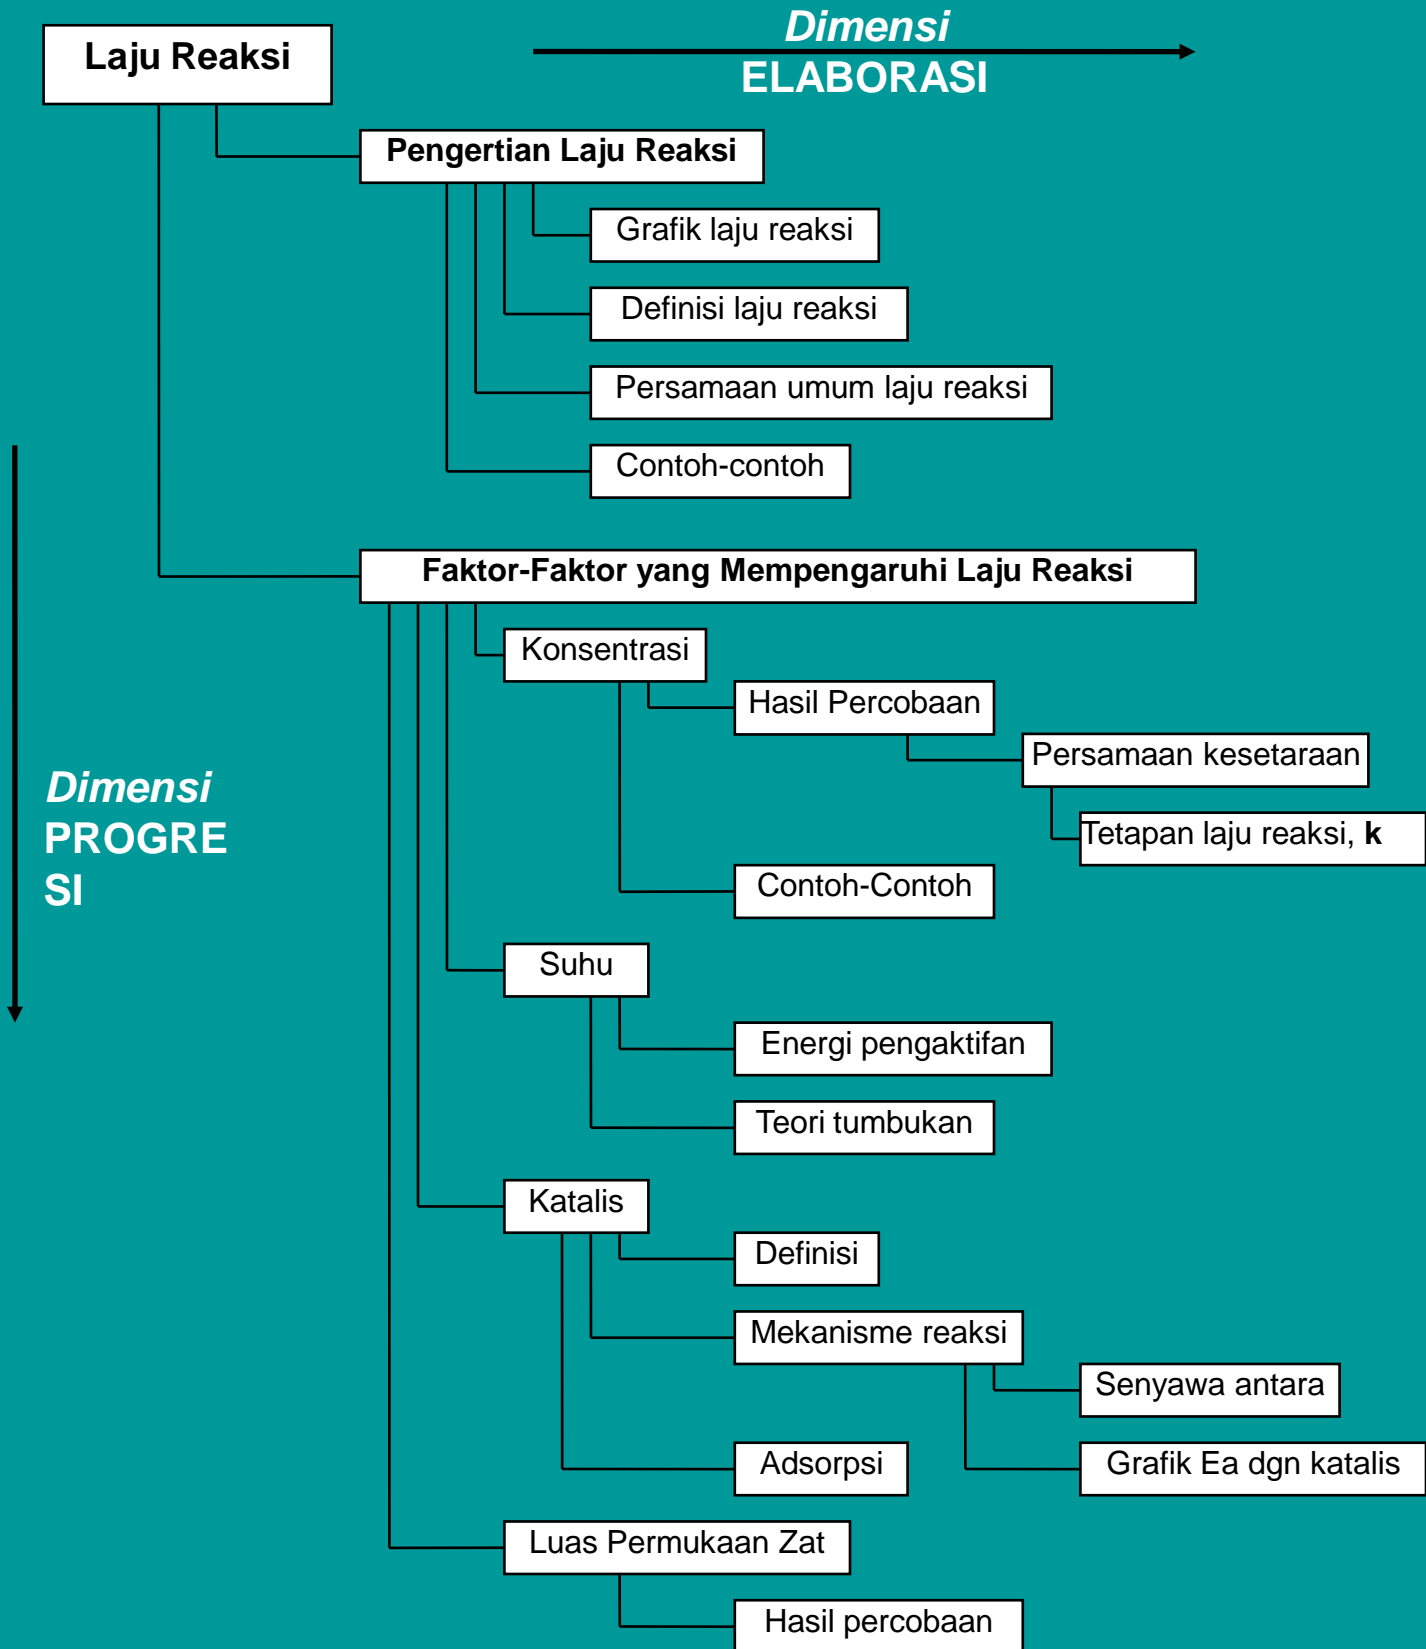 Laju Reaksi
Dimensi
ELABORASI
Pengertian Laju Reaksi
Grafik laju reaksi
Definisi laju reaksi
Persamaan umum laju reaksi
Contoh-contoh
Faktor-Faktor yang Mempengaruhi Laju Reaksi
Konsentrasi
Hasil Percobaan
Persamaan kesetaraan
Tetapan laju reaksi, k
Contoh-Contoh
Dimensi
PROGRE
SI
Suhu
Energi pengaktifan
Teori tumbukan
Katalis
Definisi
Mekanisme reaksi
Senyawa antara
Grafik Ea dgn katalis
Adsorpsi
Luas Permukaan Zat
Hasil percobaan